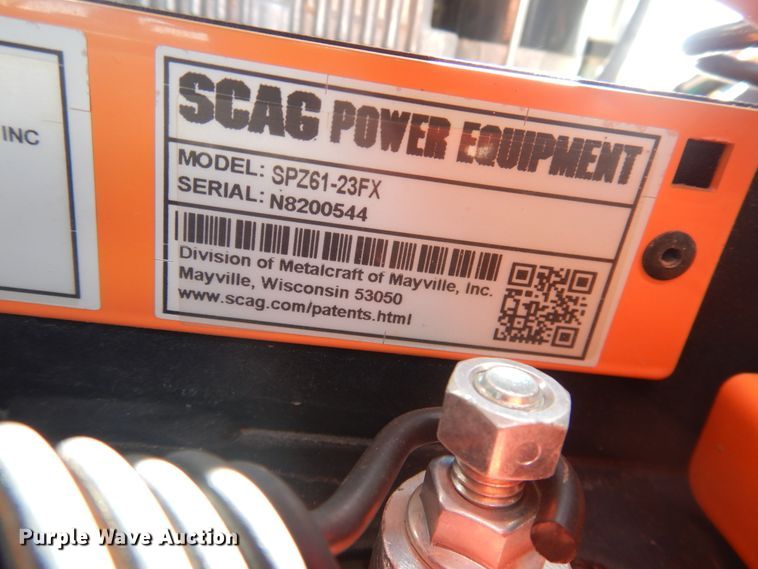 INC
SCAG POWER EQUIPMENT
MODEL: SPZ61-23FX
SERIAL: N8200544
Division of Metalcraft of Mayville, Inc.
Mayville, Wisconsin 53050
www.scag.com/patents.html
Purple Wave Auction